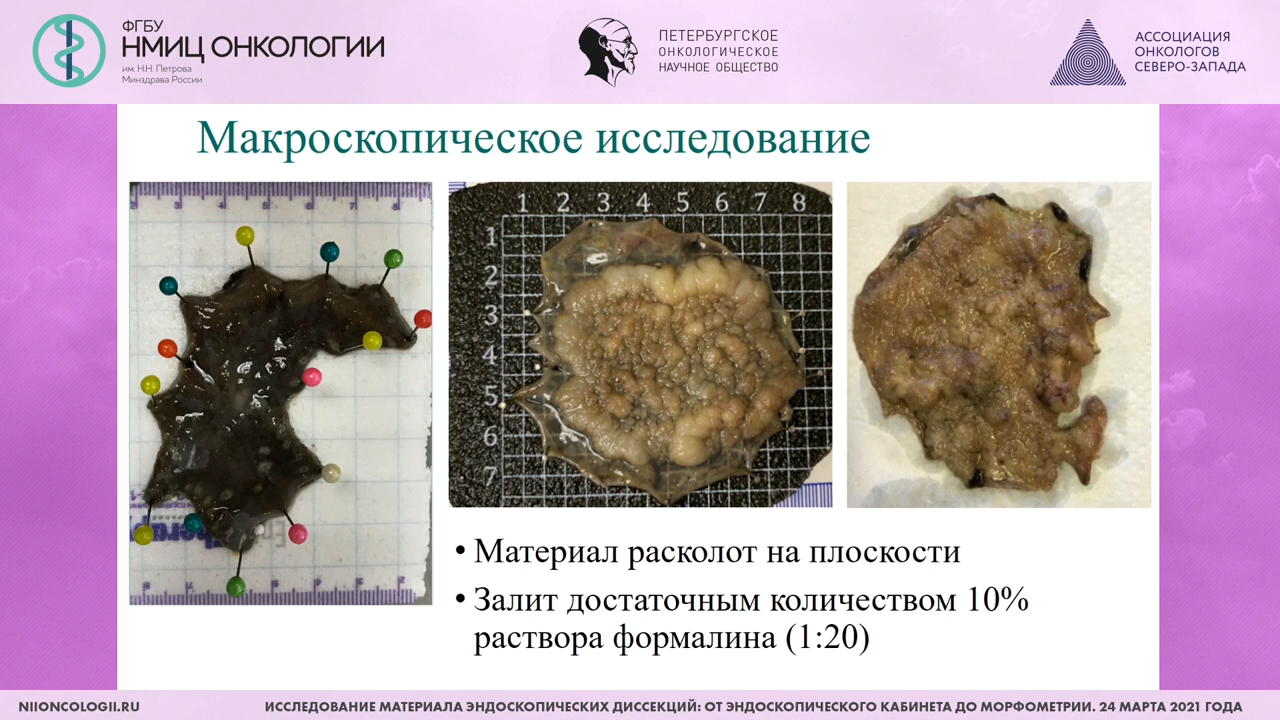 ФГБУ
НМИЦ ОНКОЛОГИИ
им. Н.Н. Петрова
Минздрава России
ПЕТЕРБУРГСКОЕ
ОНКОЛОГИЧЕСКОЕ
НАУЧНОЕ ОБЩЕСТВО
АССОЦИАЦИЯ
ОНКОЛОГОВ
СЕВЕРО-ЗАПАДА
Макроскопическое исследование
1 2 3 4 5 6 7 8
1
2
3
4
5
6
7
• Материал расколот на плоскости
• Залит достаточным количеством 10%
раствора формалина (1:20)
NIIONCOLOGII.RU
ИССЛЕДОВАНИЕ МАТЕРИАЛА ЭНДОСКОПИЧЕСКИХ ДИССЕКЦИЙ: ОТ ЭНДОСКОПИЧЕСКОГО КАБИНЕТА ДО МОРФОМЕТРИИ. 24 МАРТА 2021 ГОДА